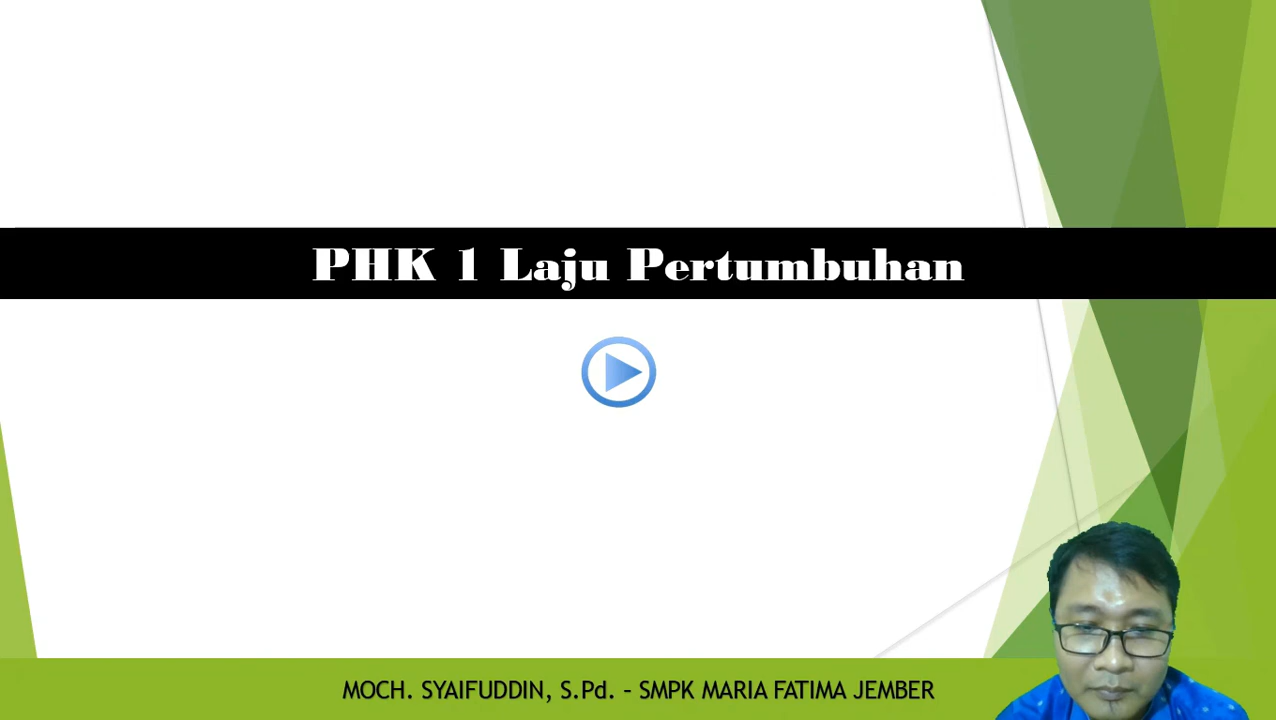 PHK 1 Laju Pertumbuhan
MOCH. SYAIFUDDIN, S.Pd. – SMPK MARIA FATIMA JEMBER